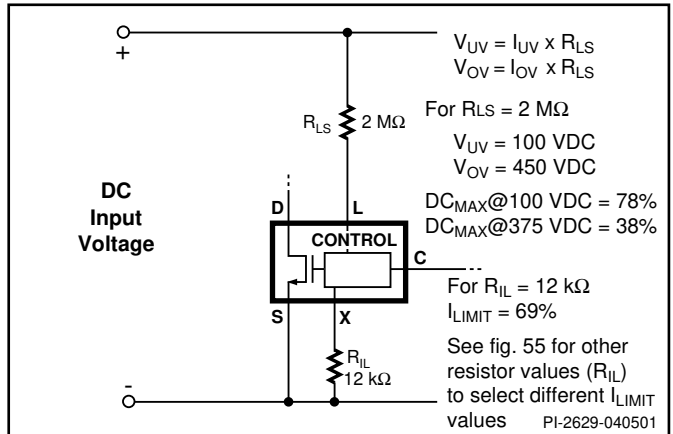 +
V_UV = I_UV x R_LS
V_OV = I_OV x R_LS
R_LS 2 MΩ
For RLS = 2 MΩ
V_UV = 100 VDC
V_OV = 450 VDC
DC
Input
Voltage
DC_MAX@100 VDC = 78%
DC_MAX@375 VDC = 38%
D
L
CONTROL
C
S
X
For R_IL = 12 kΩ
I_LIMIT = 69%
R_IL
12 kΩ
See fig. 55 for other
resistor values (R_IL)
to select different I_LIMIT
values
-
PI-2629-040501